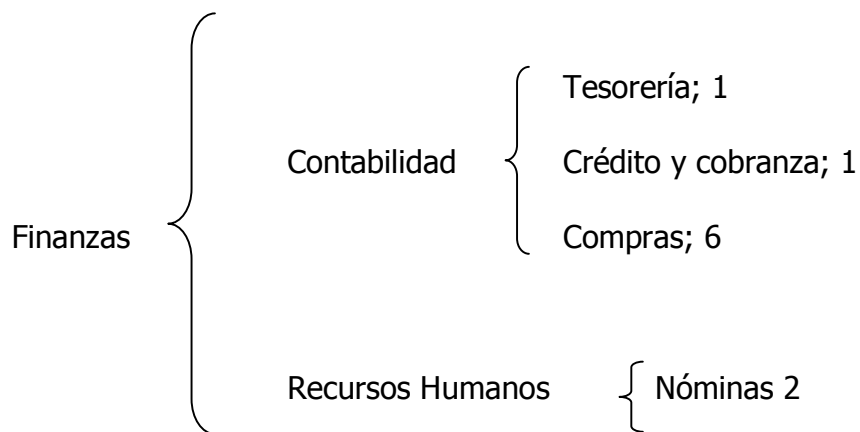 Finanzas
Contabilidad
Tesorería; 1
Crédito y cobranza; 1
Compras; 6
Recursos Humanos
Nóminas 2